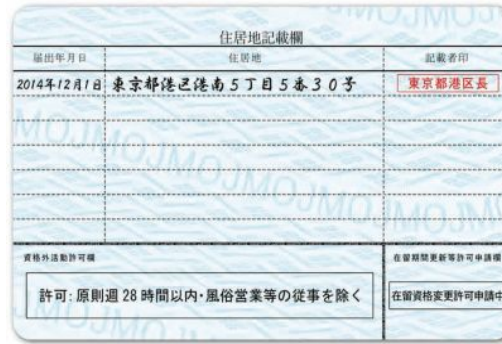 住居地記載欄
届出年月日 住居地 記載者印
2014年12月1日 東京都港区港南5丁目5番30号 東京都港区長
資格外活動許可欄 在留期間更新等許可申請欄
許可:原則週28時間以内・風俗営業等の従事を除く 在留資格変更許可申請中
MOJMOJMOJMOJ